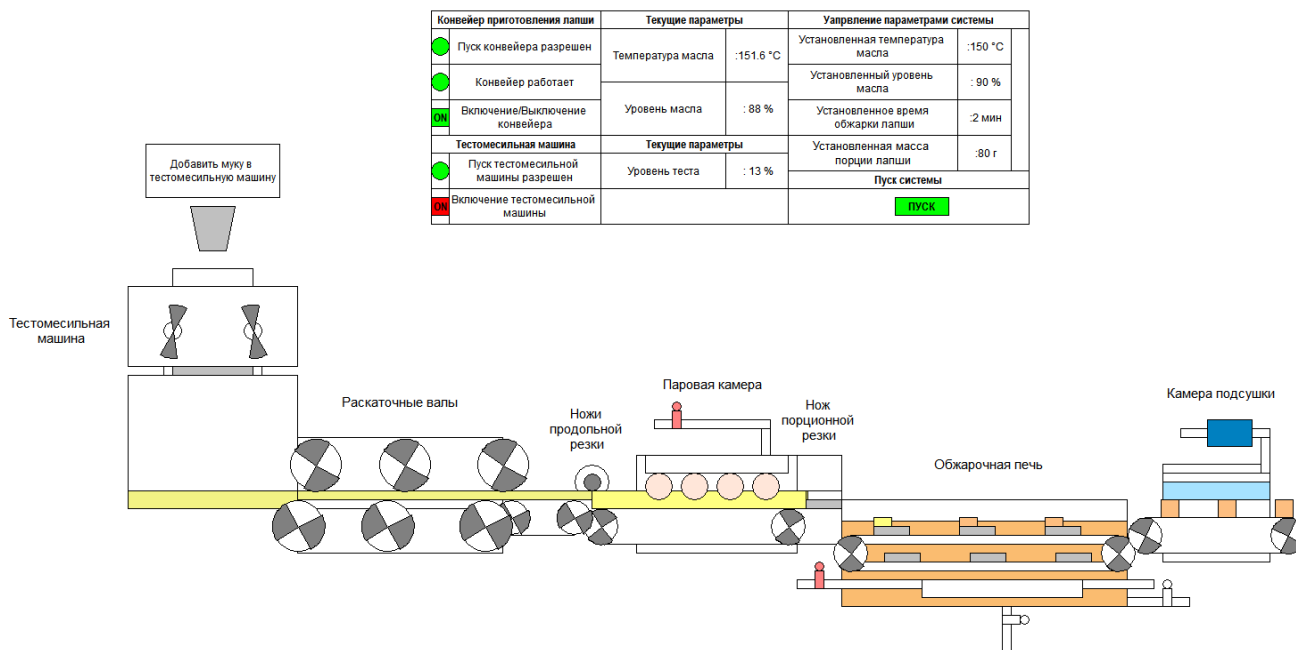 Конвейер приготовления лапши
Текущие параметры
Уапрвление параметрами системы
Пуск конвейера разрешен
Температура масла
:151.6 °C
Установленная температура
масла
:150 °C
Конвейер работает
Установленный уровень
масла
: 90 %
ON
Включение/Выключение
конвейера
Уровень масла
: 88 %
Установленное время
обжарки лапши
:2 мин
Тестомесильная машина
Текущие параметры
Установленная масса
порции лапши
:80 г
Пуск тестомесильной
машины разрешен
Уровень теста
: 13 %
Пуск системы
ON
Включение тестомесильной
машины
ПУСК
Добавить муку в
тестомесильную машину
Тестомесильная
машина
Раскаточные валы
Ножи
продольной
резки
Паровая камера
Нож
порционной
резки
Обжарочная печь
Камера подсушки